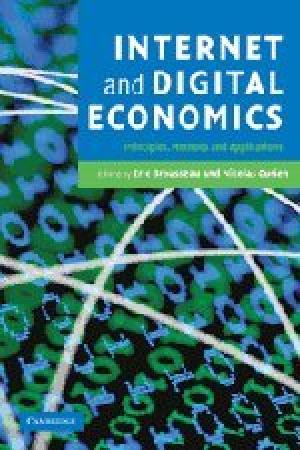 INTERNET
and DIGITAL
ECONOMICS
Principles, Methods and Applications
Edited by Eric Brousseau and Nicolas Curien
CAMBRIDGE